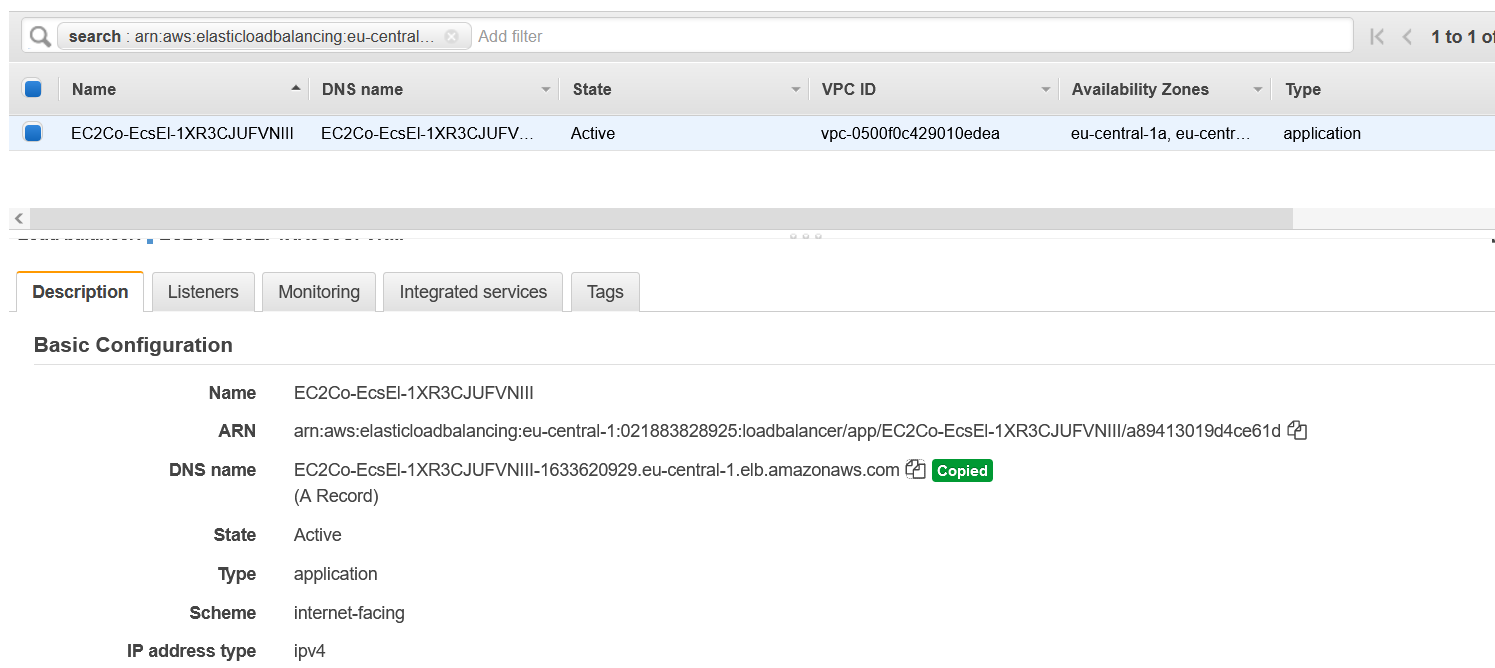 search : arn:aws:elasticloadbalancing:eu-central... Add filter 1 to 1 of
Name DNS name State VPC ID Availability Zones Type
EC2Co-EcsEl-1XR3CJUFVNIII EC2Co-EcsEl-1XR3CJUFV... Active vpc-0500f0c429010edea eu-central-1a, eu-centr... application
Description Listeners Monitoring Integrated services Tags
Basic Configuration
Name EC2Co-EcsEl-1XR3CJUFVNIII
ARN arn:aws:elasticloadbalancing:eu-central-1:021883828925:loadbalancer/app/EC2Co-EcsEl-1XR3CJUFVNIII/a89413019d4ce61d
DNS name EC2Co-EcsEl-1XR3CJUFVNIII-1633620929.eu-central-1.elb.amazonaws.com Copied
(A Record)
State Active
Type application
Scheme internet-facing
IP address type ipv4